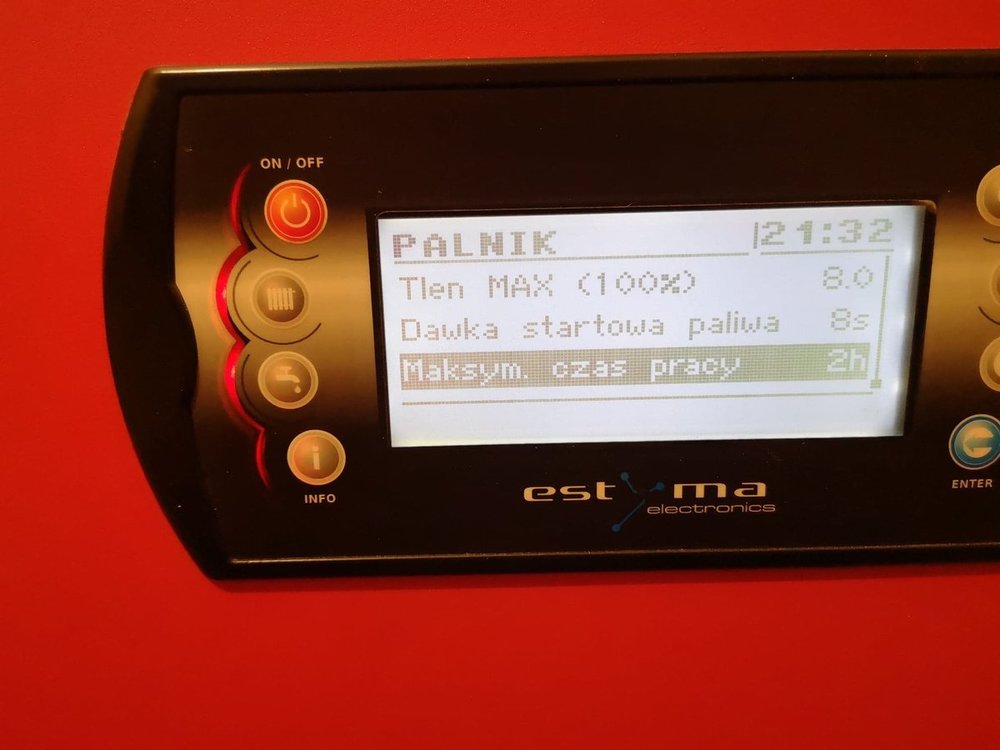 ON / OFF
PALNIK 21:32
Tlen MAX (100%) 8.0
Dawka startowa paliwa 8s
Maksym. czas pracy 2h
INFO
ENTER
estyma
electronics